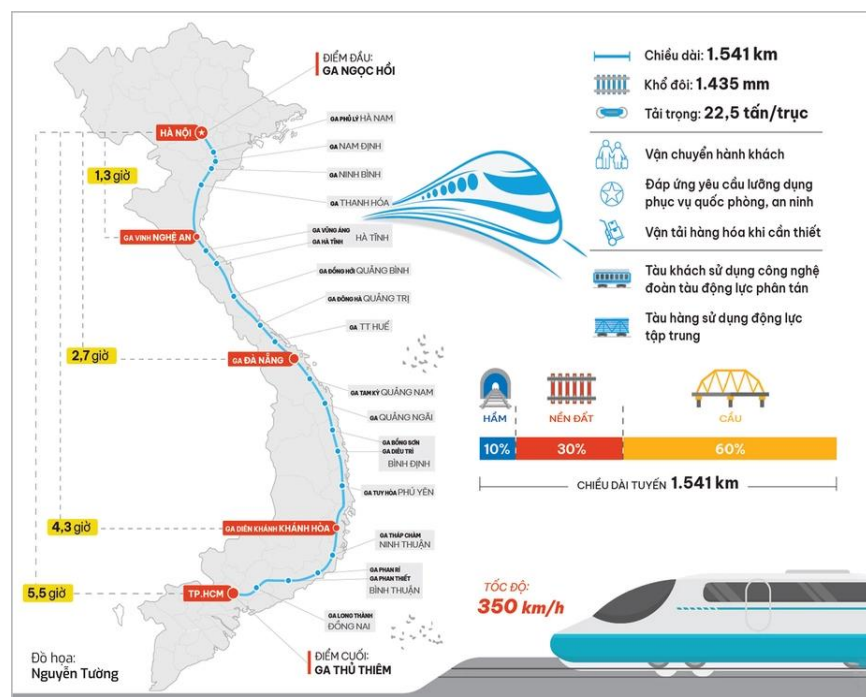 ĐIỂM ĐẦU:
GA NGỌC HỒI
HÀ NỘI
GA PHỦ LÝ HÀ NAM
GA NAM ĐỊNH
GA NINH BÌNH
GA THANH HÓA
1,3 giờ
GA VINH NGHỆ AN
GA VŨNG ÁNG
GA HÀ TĨNH
HÀ TĨNH
GA ĐỒNG HỚI QUẢNG BÌNH
GA ĐÔNG HÀ QUẢNG TRỊ
GA TT HUẾ
2,7 giờ
GA ĐÀ NẴNG
GA TAM KỲ QUẢNG NAM
GA QUẢNG NGÃI
GA BỒNG SƠN
GA DIÊU TRÌ
BÌNH ĐỊNH
GA TUY HÒA PHÚ YÊN
4,3 giờ
GA DIÊN KHÁNH KHÁNH HÒA
GA THÁP CHÀM
NINH THUẬN
GA PHAN RÍ
GA PHAN THIẾT
BÌNH THUẬN
5,5 giờ
TP.HCM
GA LONG THÀNH
ĐỒNG NAI
ĐIỂM CUỐI:
GA THỦ THIÊM
Đồ họa:
Nguyễn Tường
Chiều dài: 1.541 km
Khổ đôi: 1.435 mm
Tải trọng: 22,5 tấn/trục
Vận chuyển hành khách
Đáp ứng yêu cầu lưỡng dụng
phục vụ quốc phòng, an ninh
Vận tải hàng hóa khi cần thiết
Tàu khách sử dụng công nghệ
đoàn tàu động lực phân tán
Tàu hàng sử dụng động lực
tập trung
HẦM
NỀN ĐẤT
CẦU
10%
30%
60%
CHIỀU DÀI TUYẾN 1.541 km
TỐC ĐỘ:
350 km/h